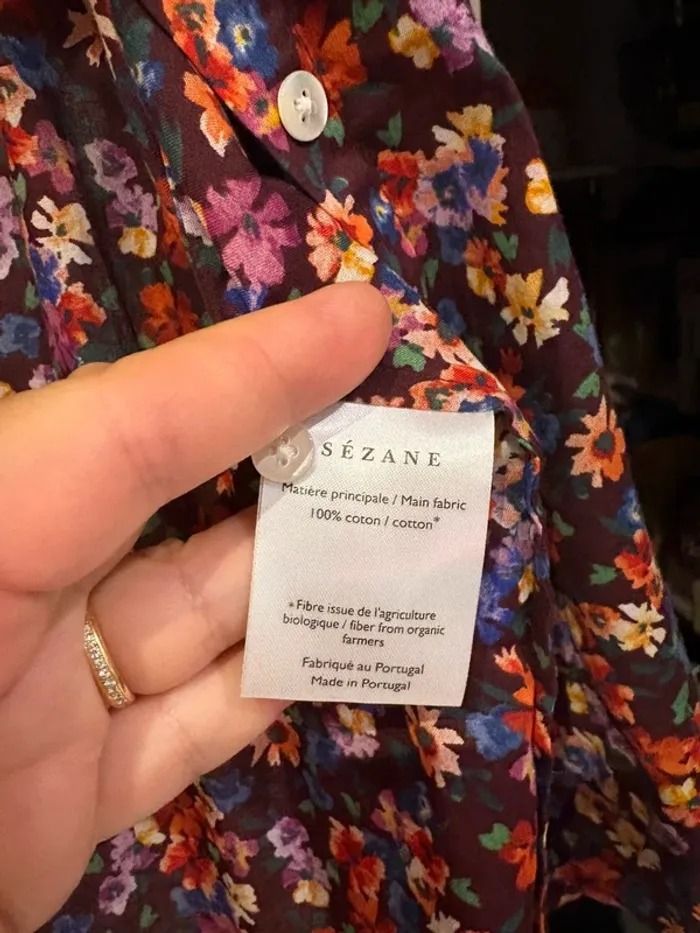 SÉZANE
Matière principale / Main fabric
100% coton / cotton*
*Fibre issue de l'agriculture
biologique / fiber from organic
farmers
Fabriqué au Portugal
Made in Portugal